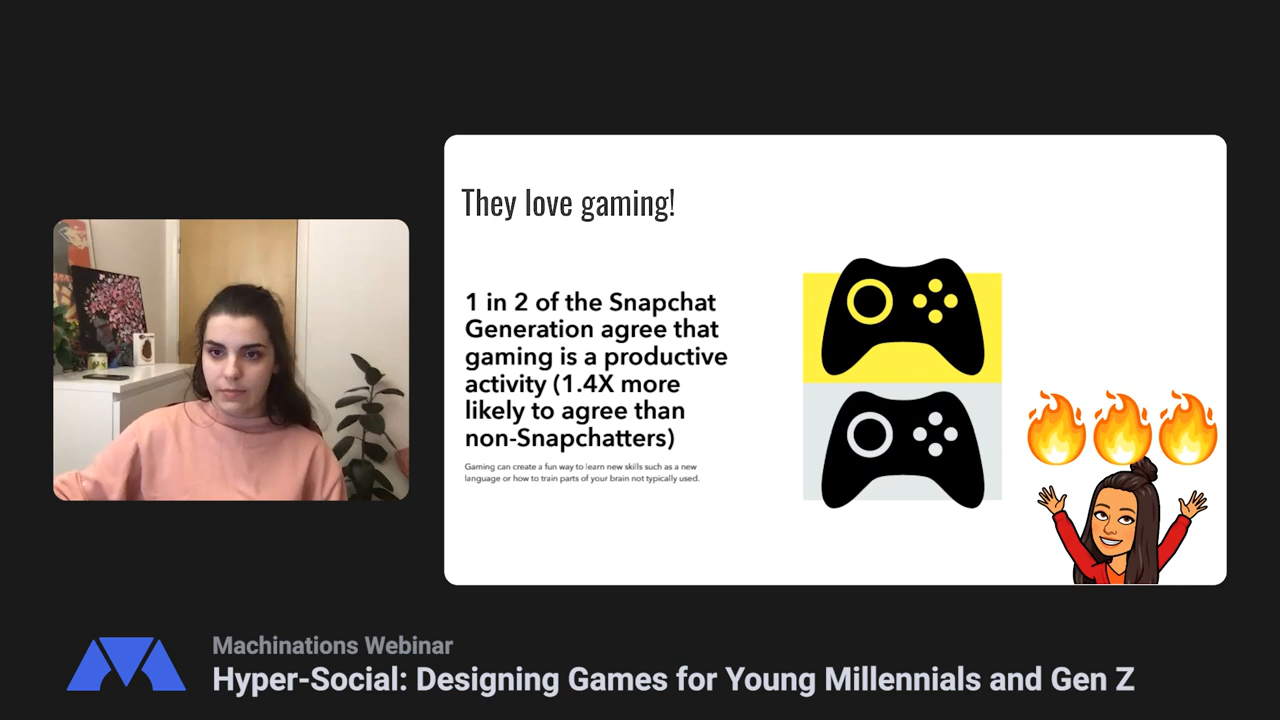 They love gaming!
1 in 2 of the Snapchat
Generation agree that
gaming is a productive
activity (1.4X more
likely to agree than
non-Snapchatters)
Gaming can create a fun way to learn new skills such as a new
language or how to train parts of your brain not typically used.
Machinations Webinar
Hyper-Social: Designing Games for Young Millennials and Gen Z